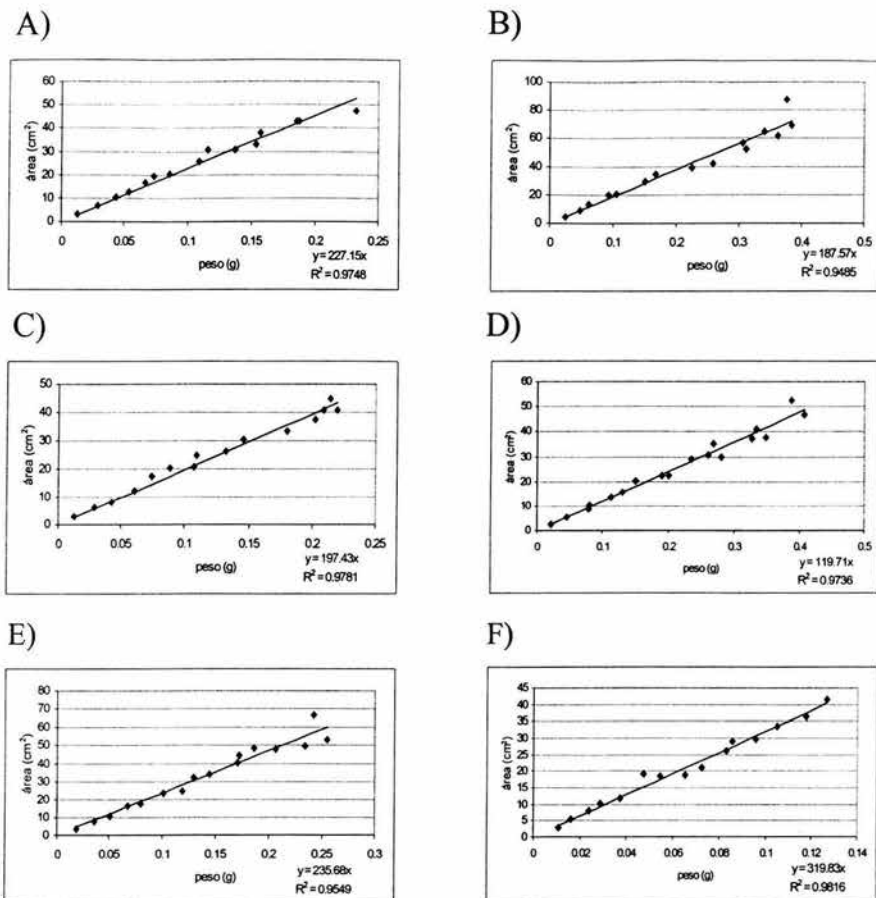 A)
60
50
40
30
20
10
0
área (cm²)
0 0.05 0.1 0.15 0.2 0.25
peso (g)
y = 227.15x
R² = 0.9748
B)
100
80
60
40
20
0
área (cm²)
0 0.1 0.2 0.3 0.4 0.5
peso (g)
y = 187.57x
R² = 0.9485
C)
50
40
30
20
10
0
área (cm²)
0 0.05 0.1 0.15 0.2 0.25
peso (g)
y = 197.43x
R² = 0.9781
D)
60
50
40
30
20
10
0
área (cm²)
0 0.1 0.2 0.3 0.4 0.5
peso (g)
y = 119.71x
R² = 0.9736
E)
80
70
60
50
40
30
20
10
0
área (cm²)
0 0.05 0.1 0.15 0.2 0.25 0.3
peso (g)
y = 235.68x
R² = 0.9549
F)
45
40
35
30
25
20
15
10
5
0
área (cm²)
0 0.02 0.04 0.06 0.08 0.1 0.12 0.14
peso (g)
y = 319.83x
R² = 0.9816